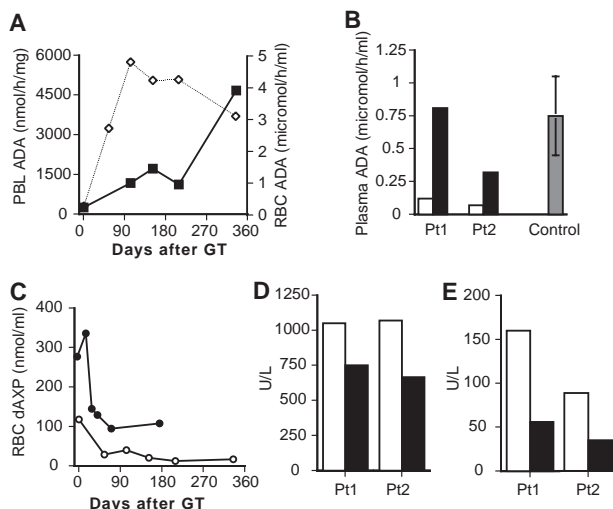 A
PBL ADA (nmol/h/mg)
6000
4500
3000
1500
0
5
4
3
2
1
0
RBC ADA (micromol/h/ml)
0 90 180 270 360
Days after GT
B
Plasma ADA (micromol/h/ml)
1.25
1
0.75
0.5
0.25
0
Pt1 Pt2 Control
C
RBC dAXP (nmol/ml)
400
300
200
100
0
0 90 180 270 360
Days after GT
D
U/L
1250
1000
750
500
250
0
Pt1 Pt2
E
U/L
200
150
100
50
0
Pt1 Pt2